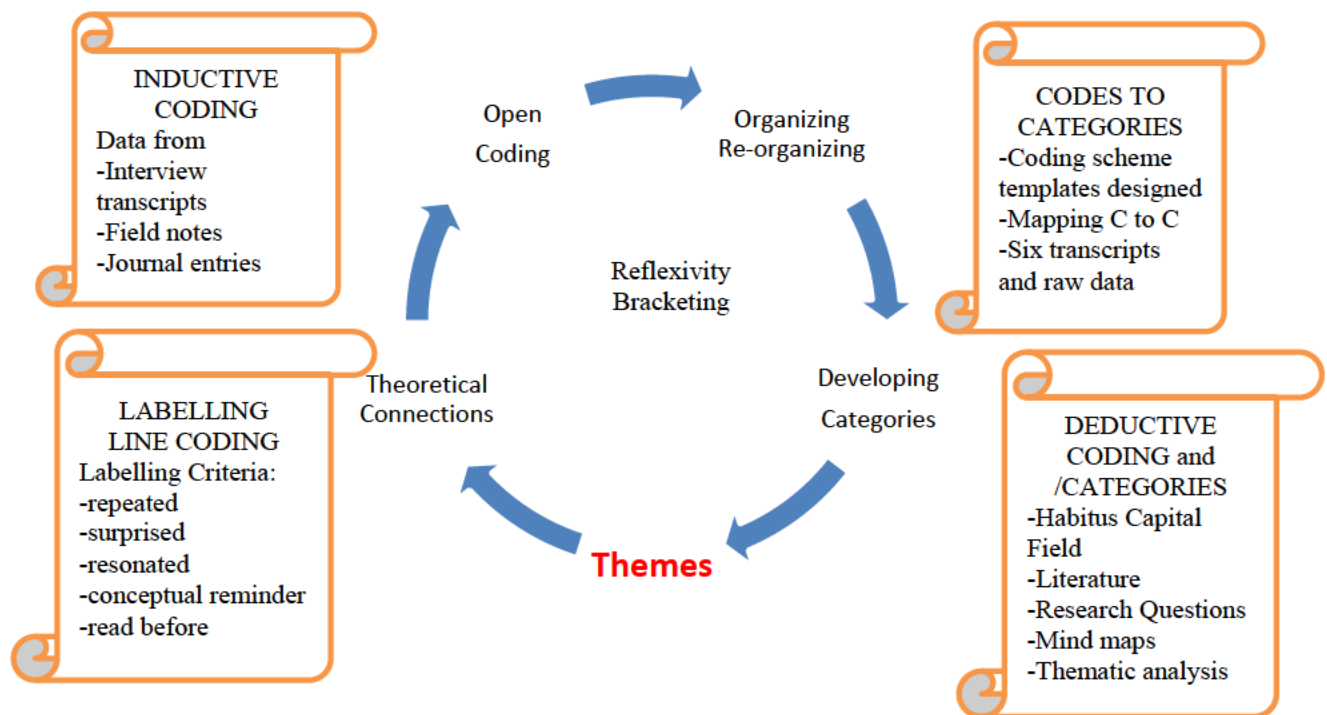 INDUCTIVE
CODING
Data from
-Interview
transcripts
-Field notes
-Journal entries
LABELLING
LINE CODING
Labelling Criteria:
-repeated
-surprised
-resonated
-conceptual reminder
-read before
Open
Coding
Organizing
Re-organizing
Reflexivity
Bracketing
Theoretical
Connections
Developing
Categories
Themes
CODES TO
CATEGORIES
-Coding scheme
templates designed
-Mapping C to C
-Six transcripts
and raw data
DEDUCTIVE
CODING and
/CATEGORIES
-Habitus Capital
Field
-Literature
-Research Questions
-Mind maps
-Thematic analysis